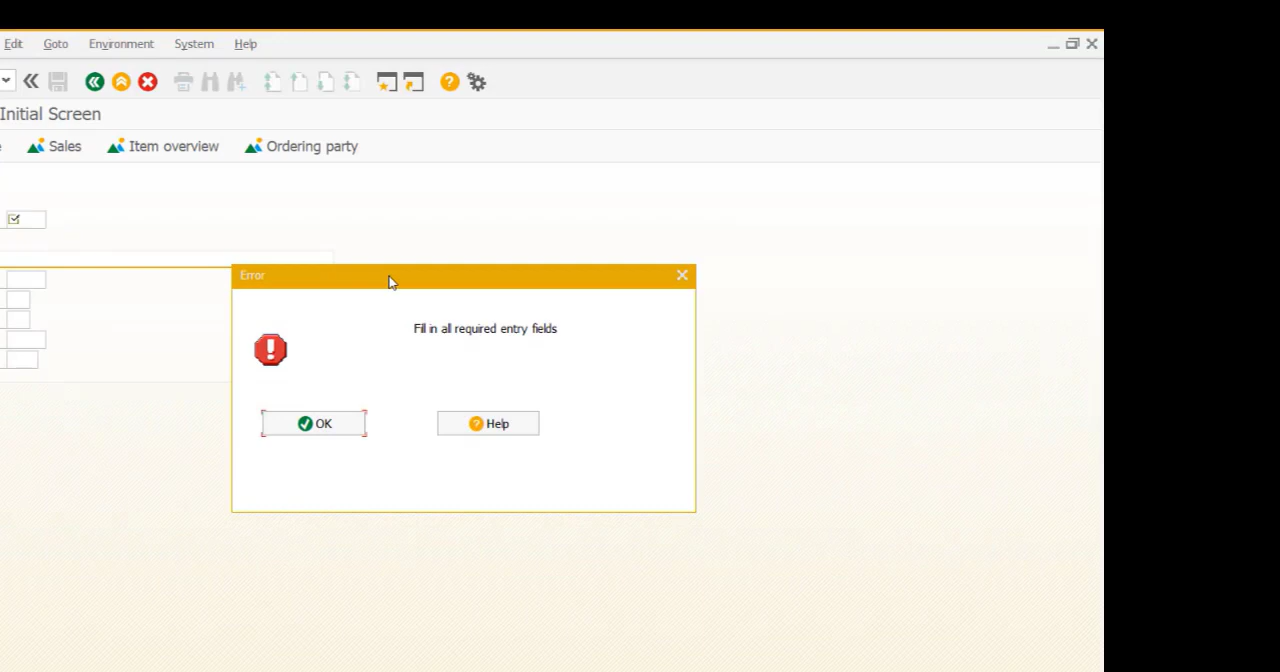 Edit Goto Environment System Help
Initial Screen
Sales Item overview Ordering party
Error
Fill in all required entry fields
OK Help